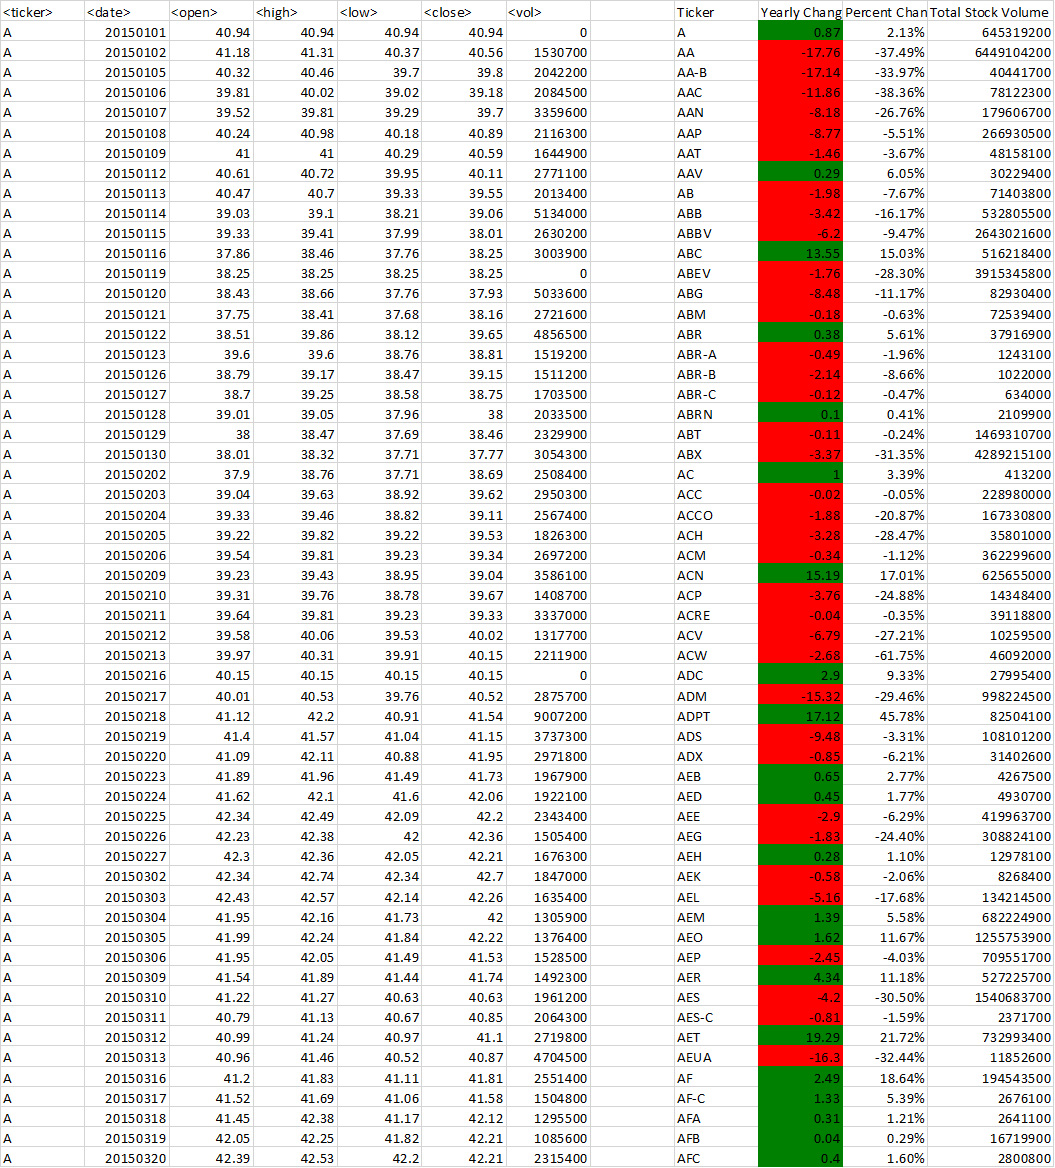 <ticker> <date> <open> <high> <low> <close> <vol> Ticker Yearly Chang Percent Chan Total Stock Volume
A 20150101 40.94 40.94 40.94 40.94 0 A 0.87 2.13% 645319200
A 20150102 41.18 41.31 40.37 40.56 1530700 AA -17.76 -37.49% 6449104200
A 20150105 40.32 40.46 39.7 39.8 2042200 AA-B -17.14 -33.97% 40441700
A 20150106 39.81 40.02 39.02 39.18 2084500 AAC -11.86 -38.36% 78122300
A 20150107 39.52 39.81 39.29 39.7 3359600 AAN -8.18 -26.76% 179606700
A 20150108 40.24 40.98 40.18 40.89 2116300 AAP -8.77 -5.51% 266930500
A 20150109 41 41 40.29 40.59 1644900 AAT -1.46 -3.67% 48158100
A 20150112 40.61 40.72 39.95 40.11 2771100 AAV 0.29 6.05% 30229400
A 20150113 40.47 40.7 39.33 39.55 2013400 AB -1.98 -7.67% 71403800
A 20150114 39.03 39.1 38.21 39.06 5134000 ABB -3.42 -16.17% 532805500
A 20150115 39.33 39.41 37.99 38.01 2630200 ABBV -6.2 -9.47% 2643021600
A 20150116 37.86 38.46 37.76 38.25 3003900 ABC 13.55 15.03% 516218400
A 20150119 38.25 38.25 38.25 38.25 0 ABEV -1.76 -28.30% 3915345800
A 20150120 38.43 38.66 37.76 37.93 5033600 ABG -8.48 -11.17% 82930400
A 20150121 37.75 38.41 37.68 38.16 2721600 ABM -0.18 -0.63% 72539400
A 20150122 38.51 39.86 38.12 39.65 4856500 ABR 0.38 5.61% 37916900
A 20150123 39.6 39.6 38.76 38.81 1519200 ABR-A -0.49 -1.96% 1243100
A 20150126 38.79 39.17 38.47 39.15 1511200 ABR-B -2.14 -8.66% 1022000
A 20150127 38.7 39.25 38.58 38.75 1703500 ABR-C -0.12 -0.47% 634000
A 20150128 39.01 39.05 37.96 38 2033500 ABRN 0.1 0.41% 2109900
A 20150129 38 38.47 37.69 38.46 2329900 ABT -0.11 -0.24% 1469310700
A 20150130 38.01 38.32 37.71 37.77 3054300 ABX -3.37 -31.35% 4289215100
A 20150202 37.9 38.76 37.71 38.69 2508400 AC 1 3.39% 413200
A 20150203 39.04 39.63 38.92 39.62 2950300 ACC -0.02 -0.05% 228980000
A 20150204 39.33 39.46 38.82 39.11 2567400 ACCO -1.88 -20.87% 167330800
A 20150205 39.22 39.82 39.22 39.53 1826300 ACH -3.28 -28.47% 35801000
A 20150206 39.54 39.81 39.23 39.34 2697200 ACM -0.34 -1.12% 362299600
A 20150209 39.23 39.43 38.95 39.04 3586100 ACN 15.19 17.01% 625655000
A 20150210 39.31 39.76 38.78 39.67 1408700 ACP -3.76 -24.88% 14348400
A 20150211 39.64 39.81 39.23 39.33 3337000 ACRE -0.04 -0.35% 39118800
A 20150212 39.58 40.06 39.53 40.02 1317700 ACV -6.79 -27.21% 10259500
A 20150213 39.97 40.31 39.91 40.15 2211900 ACW -2.68 -61.75% 46092000
A 20150216 40.15 40.15 40.15 40.15 0 ADC 2.9 9.33% 27995400
A 20150217 40.01 40.53 39.76 40.52 2875700 ADM -15.32 -29.46% 998224500
A 20150218 41.12 42.2 40.91 41.54 9007200 ADPT 17.12 45.78% 82504100
A 20150219 41.4 41.57 41.04 41.15 3737300 ADS -9.48 -3.31% 108101200
A 20150220 41.09 42.11 40.88 41.95 2971800 ADX -0.85 -6.21% 31402600
A 20150223 41.89 41.96 41.49 41.73 1967900 AEB 0.65 2.77% 4267500
A 20150224 41.62 42.1 41.6 42.06 1922100 AED 0.45 1.77% 4930700
A 20150225 42.34 42.49 42.09 42.2 2343400 AEE -2.9 -6.29% 419963700
A 20150226 42.23 42.38 42 42.36 1505400 AEG -1.83 -24.40% 308824100
A 20150227 42.3 42.36 42.05 42.21 1676300 AEH 0.28 1.10% 12978100
A 20150302 42.34 42.74 42.34 42.7 1847000 AEK -0.58 -2.06% 8268400
A 20150303 42.43 42.57 42.14 42.26 1635400 AEL -5.16 -17.68% 134214500
A 20150304 41.95 42.16 41.73 42 1305900 AEM 1.39 5.58% 682224900
A 20150305 41.99 42.24 41.84 42.22 1376400 AEO 1.62 11.67% 1255753900
A 20150306 41.95 42.05 41.49 41.53 1528500 AEP -2.45 -4.03% 709551700
A 20150309 41.54 41.89 41.44 41.74 1492300 AER 4.34 11.18% 527225700
A 20150310 41.22 41.27 40.63 40.63 1961200 AES -4.2 -30.50% 1540683700
A 20150311 40.79 41.13 40.67 40.85 2064300 AES-C -0.81 -1.59% 2371700
A 20150312 40.99 41.24 40.97 41.1 2719800 AET 19.29 21.72% 732993400
A 20150313 40.96 41.46 40.52 40.87 4704500 AEUA -16.3 -32.44% 11852600
A 20150316 41.2 41.83 41.11 41.81 2551400 AF 2.49 18.64% 194543500
A 20150317 41.52 41.69 41.06 41.58 1504800 AF-C 1.33 5.39% 2676100
A 20150318 41.45 42.38 41.17 42.12 1295500 AFA 0.31 1.21% 2641100
A 20150319 42.05 42.25 41.82 42.21 1085600 AFB 0.04 0.29% 16719900
A 20150320 42.39 42.53 42.2 42.21 2315400 AFC 0.4 1.60% 2800800